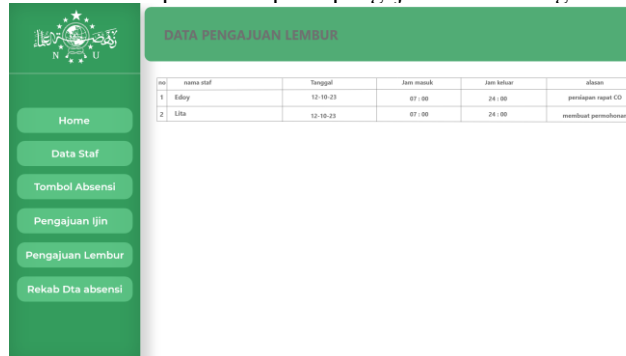 N U
Home
Data Staf
Tombol Absensi
Pengajuan Ijin
Pengajuan Lembur
Rekab Dta absensi
DATA PENGAJUAN LEMBUR
no nama staf Tanggal Jam masuk Jam keluar alasan
1 Edoy 12-10-23 07 : 00 24 : 00 persiapan rapat CO
2 Lita 12-10-23 07 : 00 24 : 00 membuat permohonan